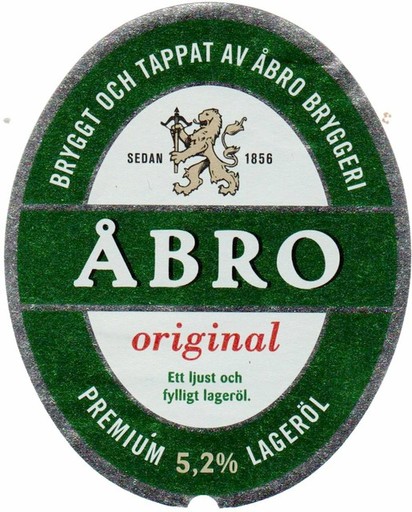 BRYGGT OCH TAPPAT AV ÅBRO BRYGGERI
SEDAN 1856
ÅBRO
original
Ett ljust och
fylligt lageröl.
PREMIUM 5,2% LAGERÖL